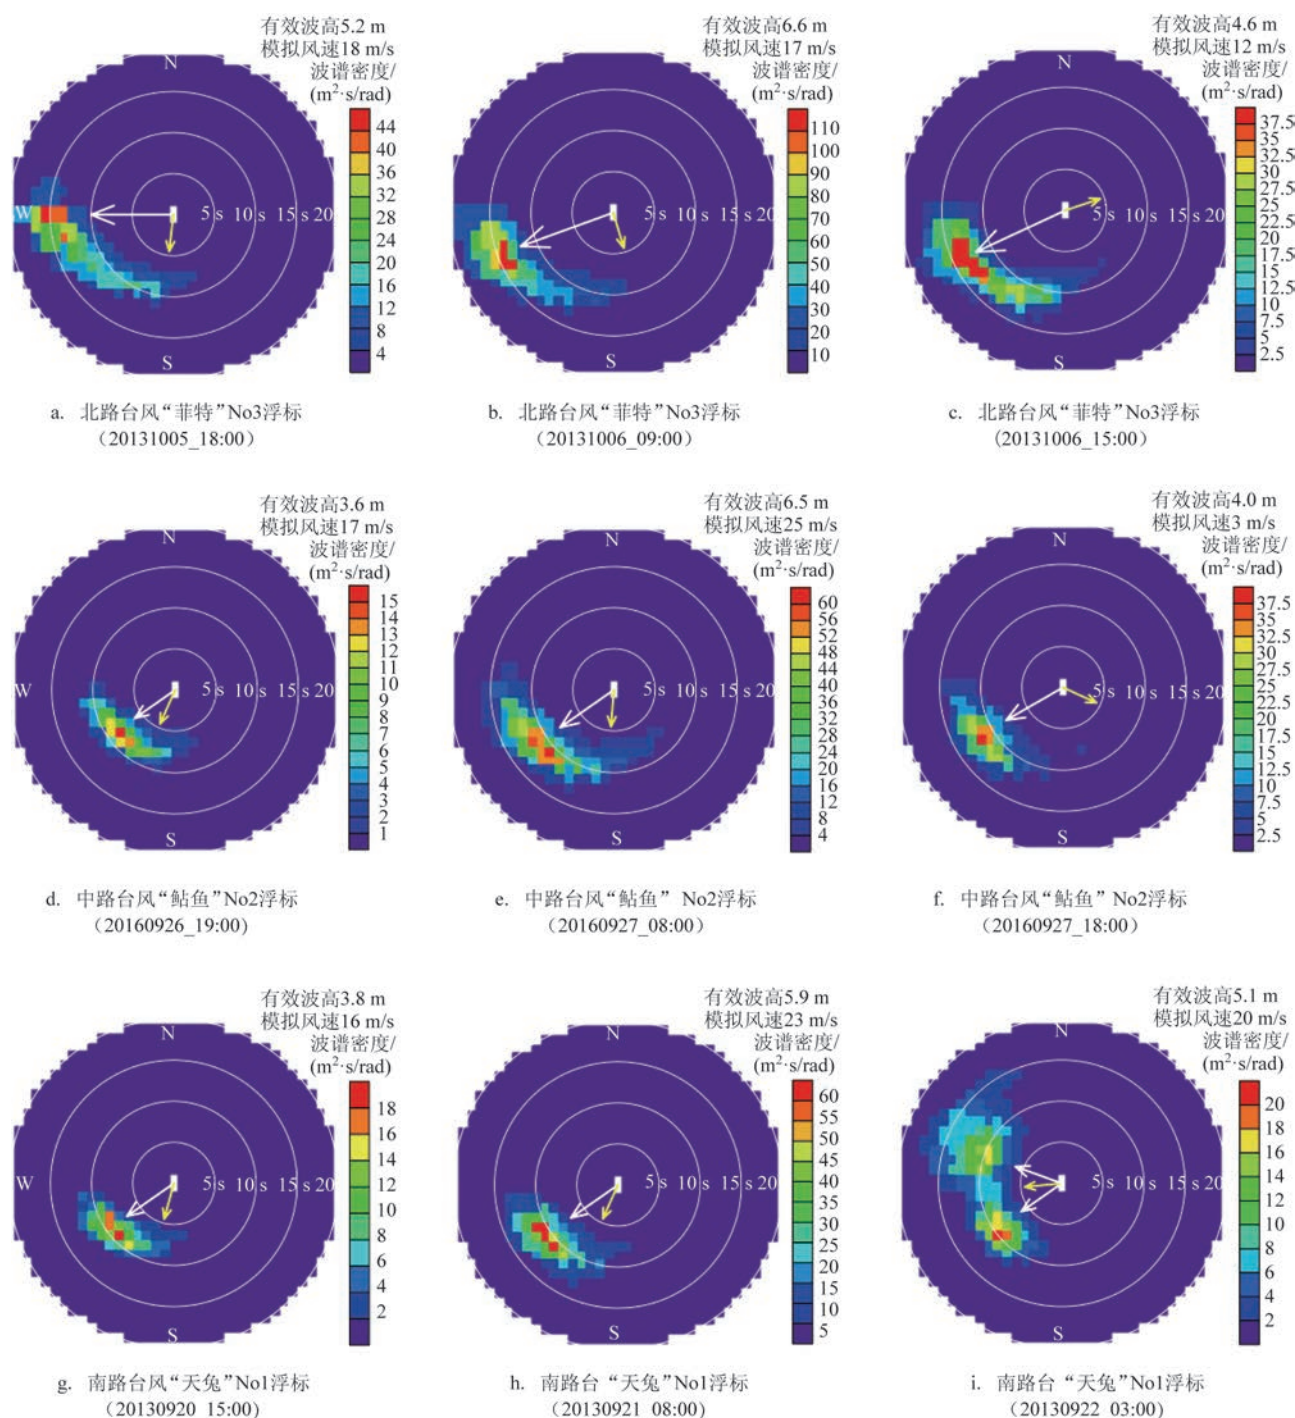 有效波高5.2 m
模拟风速18 m/s
波谱密度/
(m²·s/rad)
N
W
S
5 s 10 s 15 s 20
44
40
36
32
28
24
20
16
12
8
4
a. 北路台风“菲特”No3浮标
（20131005_18:00）
有效波高6.6 m
模拟风速17 m/s
波谱密度/
(m²·s/rad)
N
S
5 s 10 s 15 s 20
110
100
90
80
70
60
50
40
30
20
10
b. 北路台风“菲特”No3浮标
（20131006_09:00）
有效波高4.6 m
模拟风速12 m/s
波谱密度/
(m²·s/rad)
N
S
5 s 10 s 15 s 20
37.5
35
32.5
30
27.5
25
22.5
20
17.5
15
12.5
10
7.5
5
2.5
c. 北路台风“菲特”No3浮标
(20131006_15:00）
有效波高3.6 m
模拟风速17 m/s
波谱密度/
(m²·s/rad)
N
W
S
5 s 10 s 15 s 20
15
14
13
12
11
10
9
8
7
6
5
4
3
2
1
d. 中路台风“鲇鱼”No2浮标
（20160926_19:00)
有效波高6.5 m
模拟风速25 m/s
波谱密度/
(m²·s/rad)
N
S
5 s 10 s 15 s 20
60
56
52
48
44
40
36
32
28
24
20
16
12
8
4
e. 中路台风“鲇鱼” No2浮标
（20160927_08:00）
有效波高4.0 m
模拟风速3 m/s
波谱密度/
(m²·s/rad)
N
S
5 s 10 s 15 s 20
37.5
35
32.5
30
27.5
25
22.5
20
17.5
15
12.5
10
7.5
5
2.5
f. 中路台风“鲇鱼”No2浮标
（20160927_18:00）
有效波高3.8 m
模拟风速16 m/s
波谱密度/
(m²·s/rad)
N
W
S
5 s 10 s 15 s 20
18
16
14
12
10
8
6
4
2
g. 南路台风“天兔”No1浮标
(20130920_15:00)
有效波高5.9 m
模拟风速23 m/s
波谱密度/
(m²·s/rad)
N
S
5 s 10 s 15 s 20
60
55
50
45
40
35
30
25
20
15
10
5
h. 南路台“天兔”No1浮标
(20130921_08:00)
有效波高5.1 m
模拟风速20 m/s
波谱密度/
(m²·s/rad)
N
S
5 s 10 s 15 s 20
20
18
16
14
12
10
8
6
4
2
i. 南路台“天兔”No1浮标
(20130922_03:00)